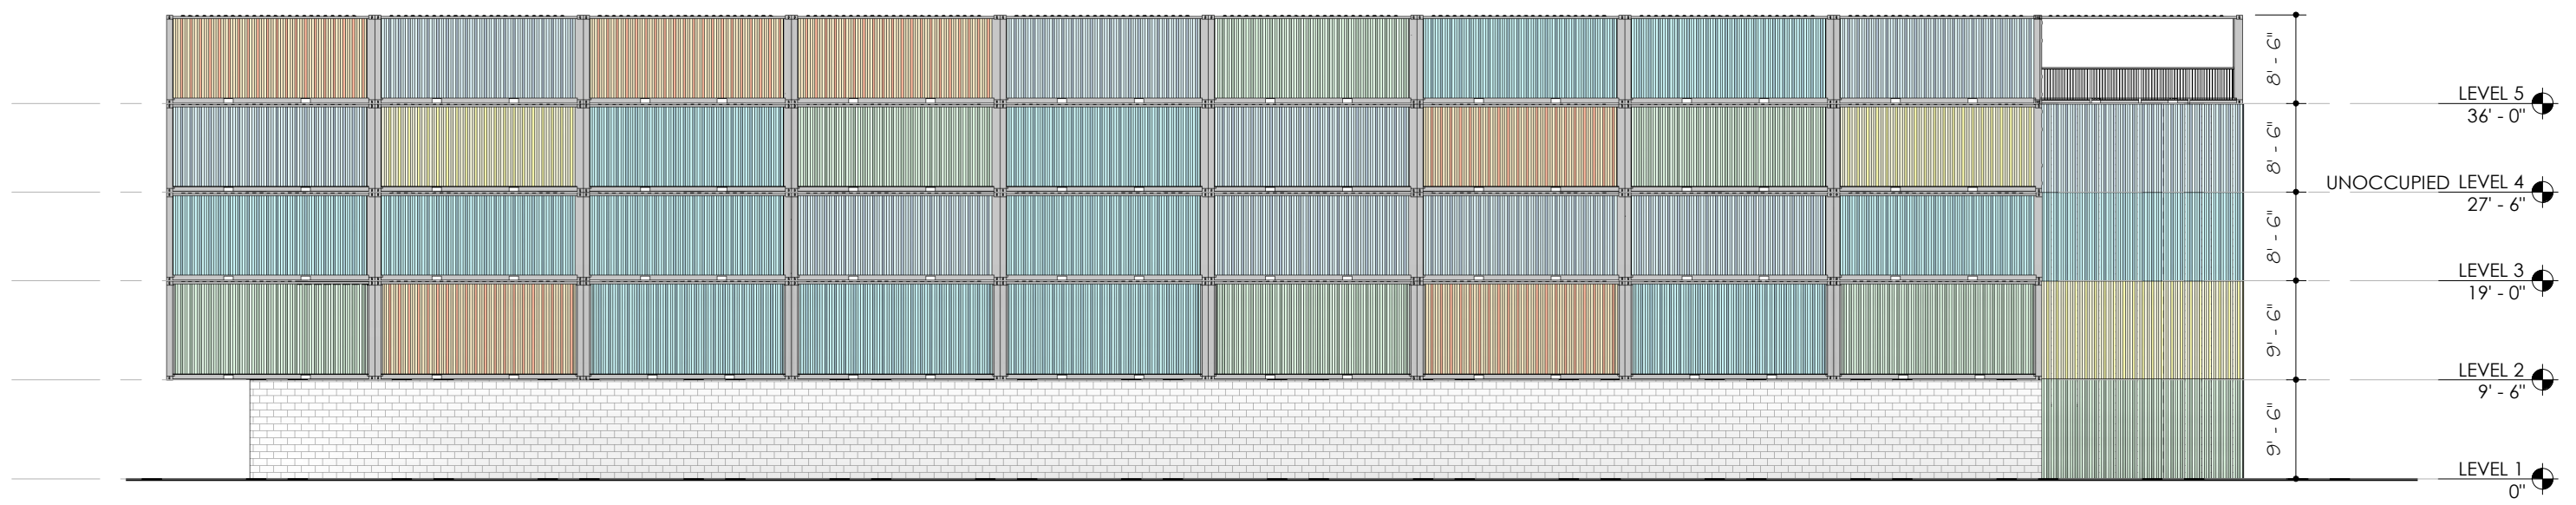 8' - 6"
LEVEL 5
36' - 0"
8' - 6"
UNOCCUPIED LEVEL 4
27' - 6"
8' - 6"
LEVEL 3
19' - 0"
9' - 6"
LEVEL 2
9' - 6"
9' - 6"
LEVEL 1
0"